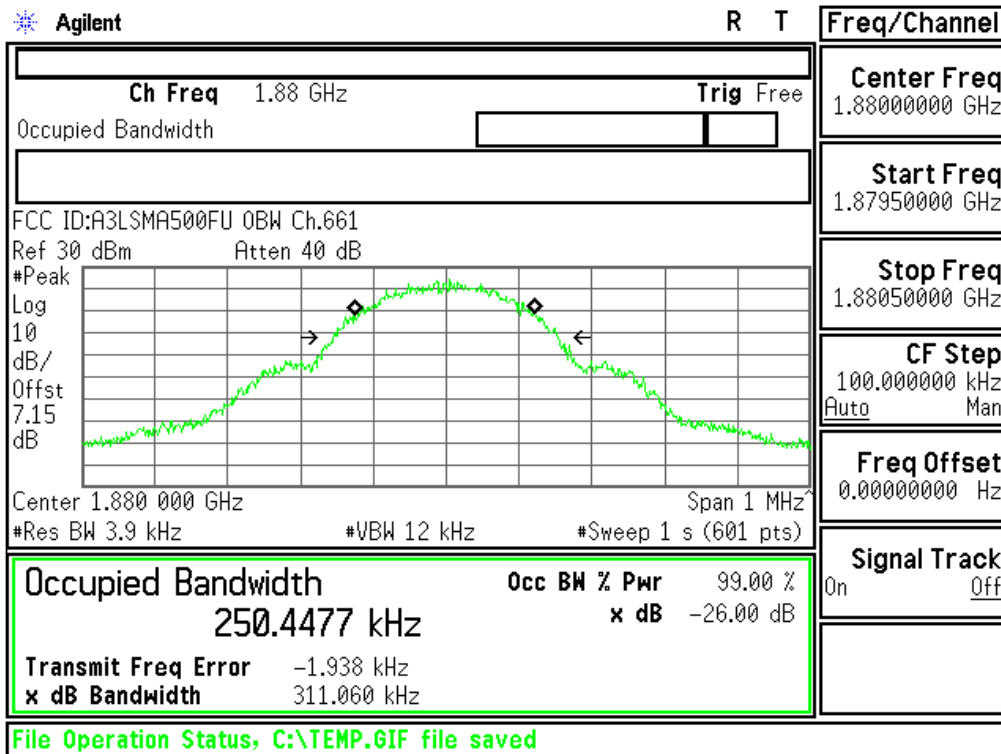 Agilent
R T
Freq/Channel
Ch Freq 1.88 GHz
Trig Free
Occupied Bandwidth
Center Freq
1.88000000 GHz
Start Freq
1.87950000 GHz
Stop Freq
1.88050000 GHz
CF Step
100.000000 kHz
Auto Man
Freq Offset
0.00000000 Hz
Signal Track
On Off
FCC ID:A3LSMA500FU OBW Ch.661
Ref 30 dBm Atten 40 dB
#Peak
Log
10
dB/
Offst
7.15
dB
Center 1.880 000 GHz Span 1 MHz^
#Res BW 3.9 kHz #VBW 12 kHz #Sweep 1 s (601 pts)
Occupied Bandwidth
250.4477 kHz
Occ BW % Pwr 99.00 %
x dB -26.00 dB
Transmit Freq Error -1.938 kHz
x dB Bandwidth 311.060 kHz
File Operation Status, C:\TEMP.GIF file saved